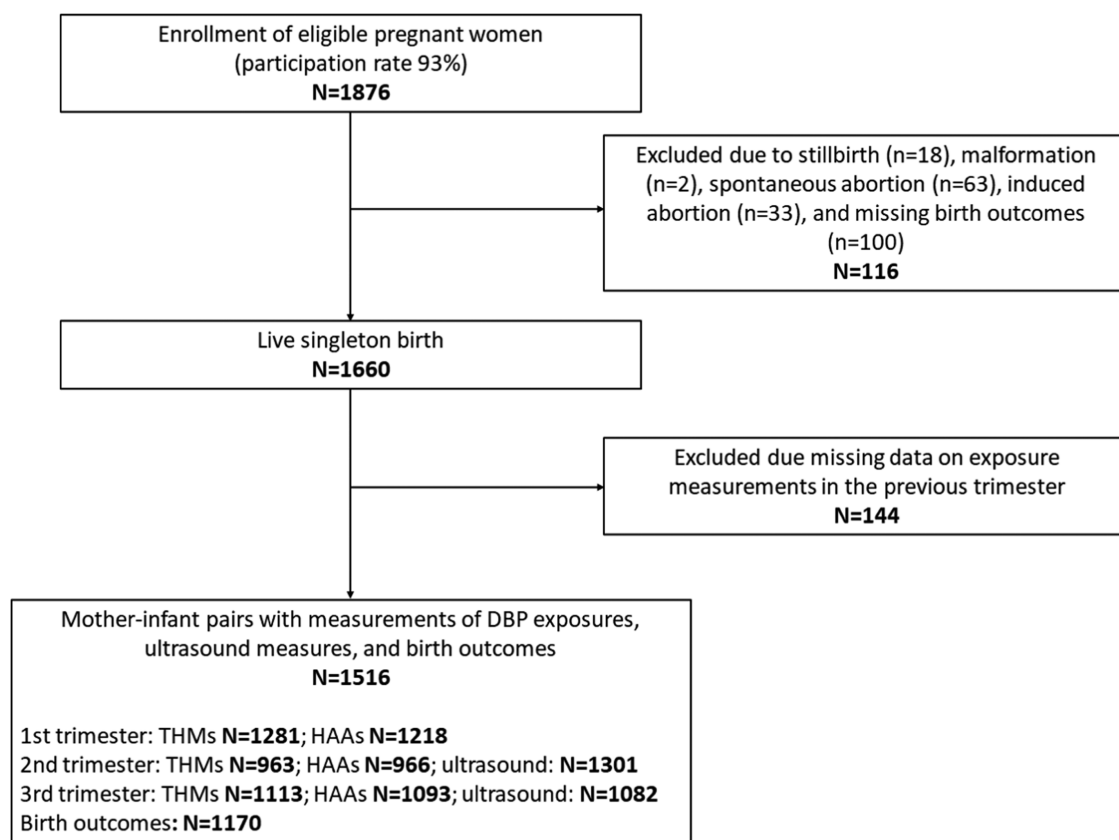 Enrollment of eligible pregnant women
(participation rate 93%)
N=1876
Excluded due to stillbirth (n=18), malformation
(n=2), spontaneous abortion (n=63), induced
abortion (n=33), and missing birth outcomes
(n=100)
N=116
Live singleton birth
N=1660
Excluded due missing data on exposure
measurements in the previous trimester
N=144
Mother-infant pairs with measurements of DBP exposures,
ultrasound measures, and birth outcomes
N=1516
1st trimester: THMs N=1281; HAAs N=1218
2nd trimester: THMs N=963; HAAs N=966; ultrasound: N=1301
3rd trimester: THMs N=1113; HAAs N=1093; ultrasound: N=1082
Birth outcomes: N=1170